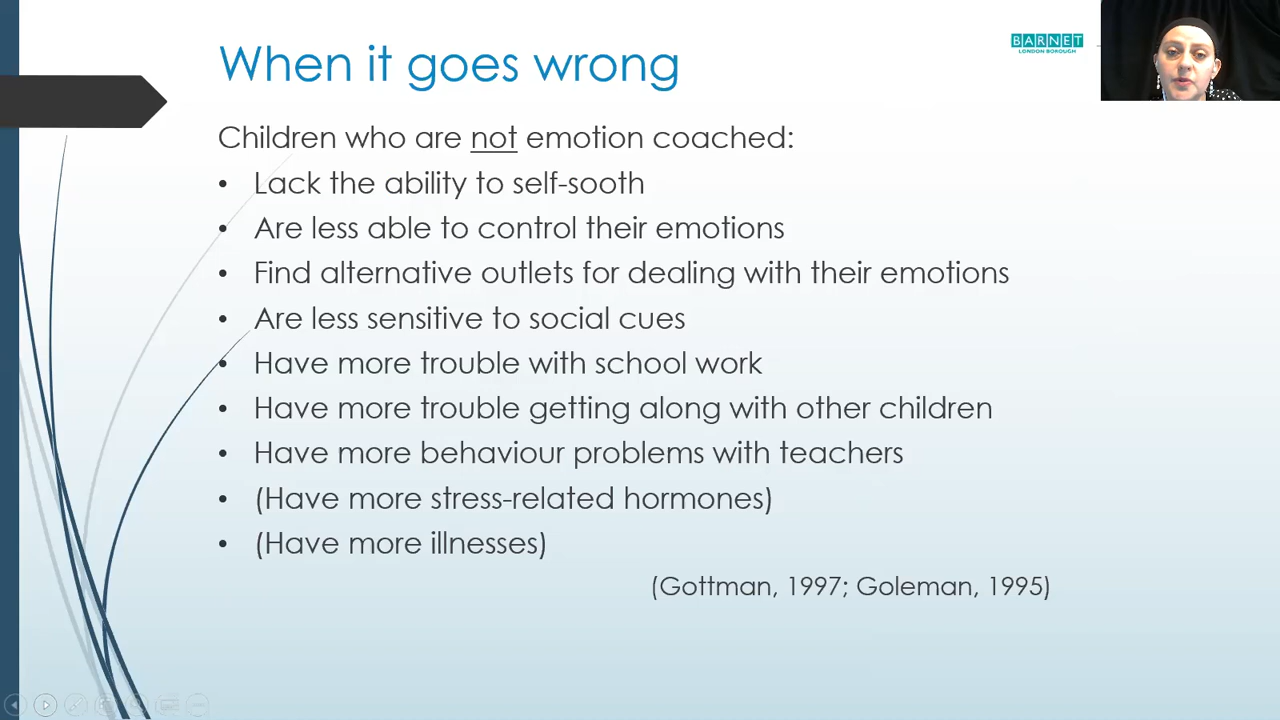 When it goes wrong
BARNET
LONDON BOROUGH
Children who are not emotion coached:
• Lack the ability to self-sooth
• Are less able to control their emotions
• Find alternative outlets for dealing with their emotions
• Are less sensitive to social cues
• Have more trouble with school work
• Have more trouble getting along with other children
• Have more behaviour problems with teachers
• (Have more stress-related hormones)
• (Have more illnesses)
(Gottman, 1997; Goleman, 1995)